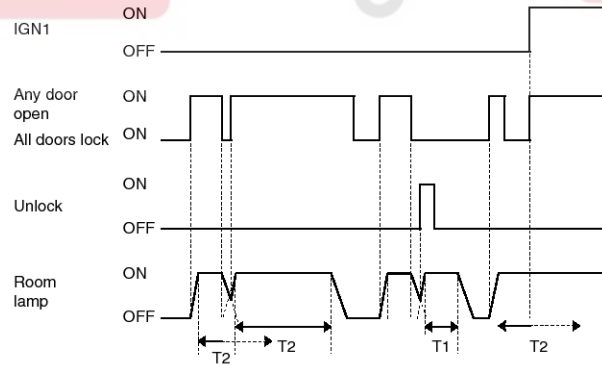 IGN1
ON
OFF
Any door
open
ON
All doors lock
ON
Unlock
ON
OFF
Room
lamp
ON
OFF
T2
T2
T1
T2